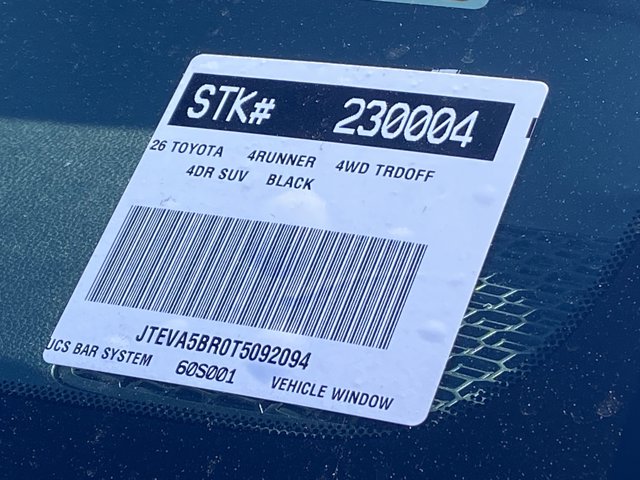 STK# 230004
26 TOYOTA 4RUNNER 4WD TRDOFF
4DR SUV BLACK
JTEVA5BR0T5092094
UCS BAR SYSTEM 60S001 VEHICLE WINDOW